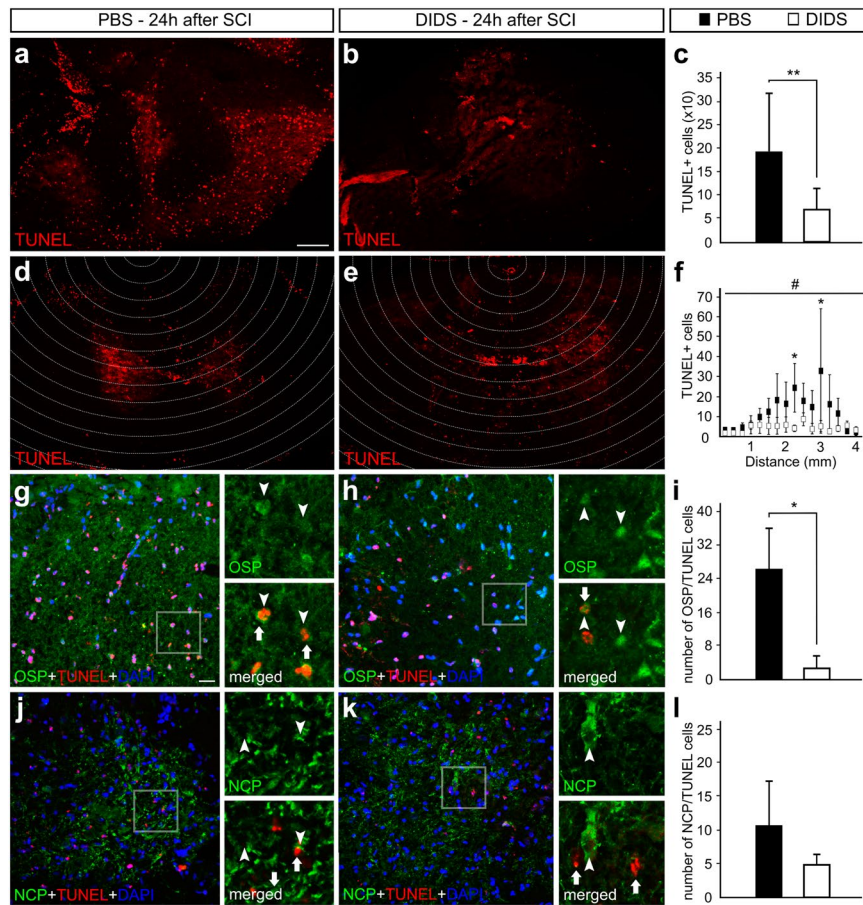 PBS - 24h after SCI
DIDS - 24h after SCI
PBS DIDS
a
TUNEL
b
TUNEL
c
TUNEL+ cells (x10)
35
30
25
20
15
10
5
0
**
d
TUNEL
e
TUNEL
f
TUNEL+ cells
70
60
50
40
30
20
10
0
#
*
*
1 2 3 4
Distance (mm)
g
OSP+TUNEL+DAPI
OSP
merged
h
OSP+TUNEL+DAPI
OSP
merged
i
number of OSP/TUNEL cells
40
32
24
16
8
0
*
j
NCP+TUNEL+DAPI
NCP
merged
k
NCP+TUNEL+DAPI
NCP
merged
l
number of NCP/TUNEL cells
25
20
15
10
5
0